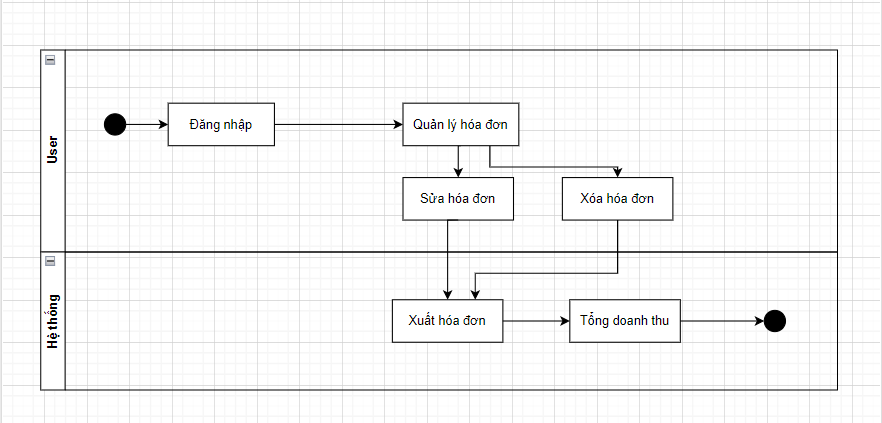 User
Đăng nhập
Quản lý hóa đơn
Sửa hóa đơn
Xóa hóa đơn
Hệ thống
Xuất hóa đơn
Tổng doanh thu